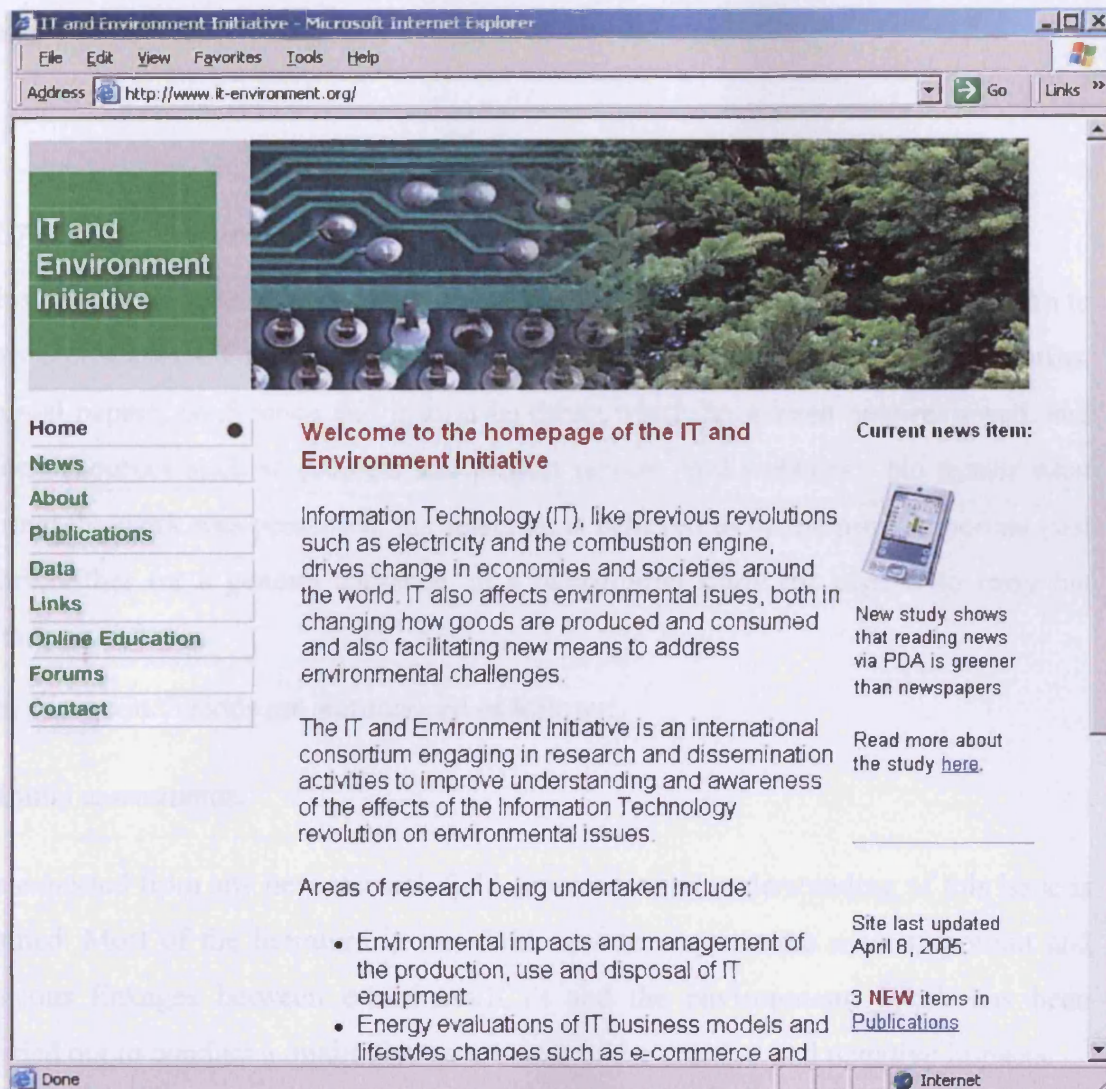 IT and Environment Initiative - Microsoft Internet Explorer
File Edit View Favorites Tools Help
Address http://www.it-environment.org/ Go Links »
IT and
Environment
Initiative
Home
News
About
Publications
Data
Links
Online Education
Forums
Contact
Welcome to the homepage of the IT and
Environment Initiative
Information Technology (IT), like previous revolutions
such as electricity and the combustion engine,
drives change in economies and societies around
the world. IT also affects environmental isues, both in
changing how goods are produced and consumed
and also facilitating new means to address
environmental challenges.
The IT and Environment Initiative is an international
consortium engaging in research and dissemination
activities to improve understanding and awareness
of the effects of the Information Technology
revolution on environmental issues.
Areas of research being undertaken include:
• Environmental impacts and management of
the production, use and disposal of IT
equipment
• Energy evaluations of IT business models and
lifestyles changes such as e-commerce and
Current news item:
New study shows
that reading news
via PDA is greener
than newspapers
Read more about
the study here.
Site last updated
April 8, 2005.
3 NEW items in
Publications
Done
Internet